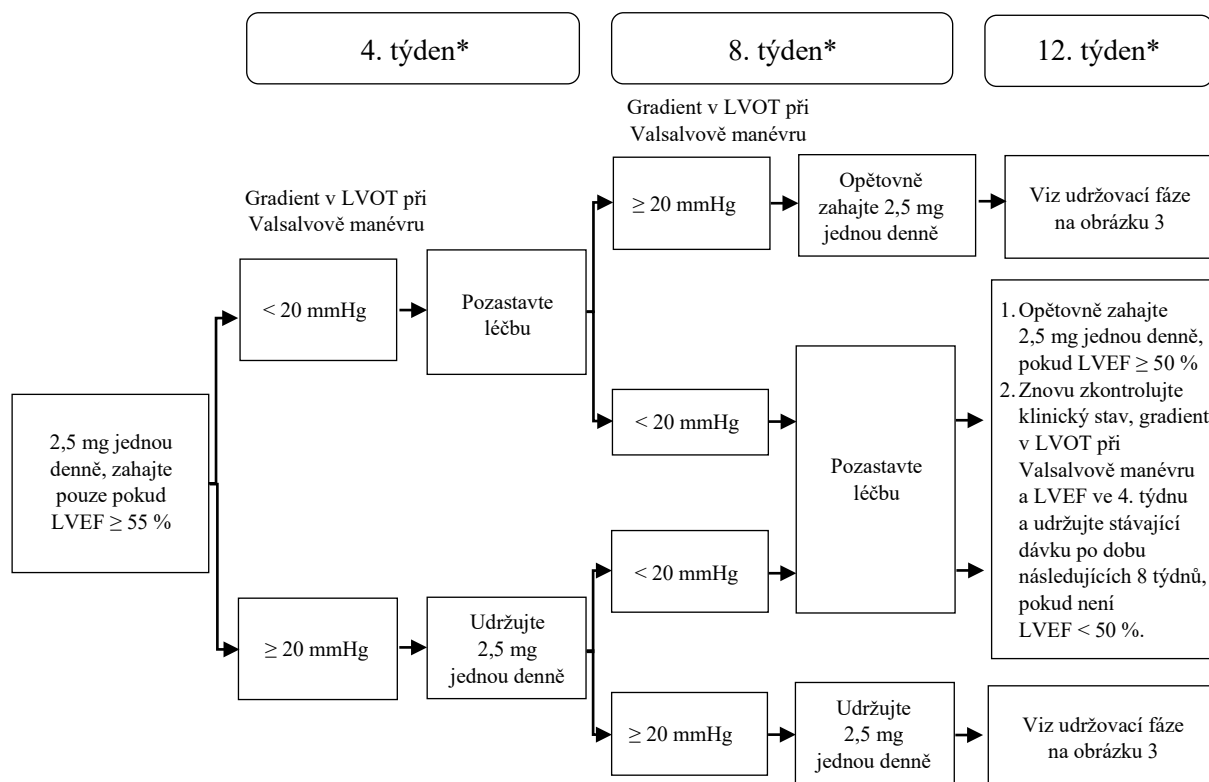 4. týden*
8. týden*
12. týden*
Gradient v LVOT při
Valsalvově manévru
Gradient v LVOT při
Valsalvově manévru
≥ 20 mmHg
Opětovně
zahajte 2,5 mg
jednou denně
Viz udržovací fáze
na obrázku 3
< 20 mmHg
Pozastavte
léčbu
< 20 mmHg
Pozastavte
léčbu
1. Opětovně zahajte
2,5 mg jednou denně,
pokud LVEF ≥ 50 %
2. Znovu zkontrolujte
klinický stav, gradient
v LVOT při
Valsalvově manévru
a LVEF ve 4. týdnu
a udržujte stávající
dávku po dobu
následujících 8 týdnů,
pokud není
LVEF < 50 %.
2,5 mg jednou
denně, zahajte
pouze pokud
LVEF ≥ 55 %
< 20 mmHg
≥ 20 mmHg
Udržujte
2,5 mg
jednou denně
≥ 20 mmHg
Udržujte
2,5 mg
jednou denně
Viz udržovací fáze
na obrázku 3